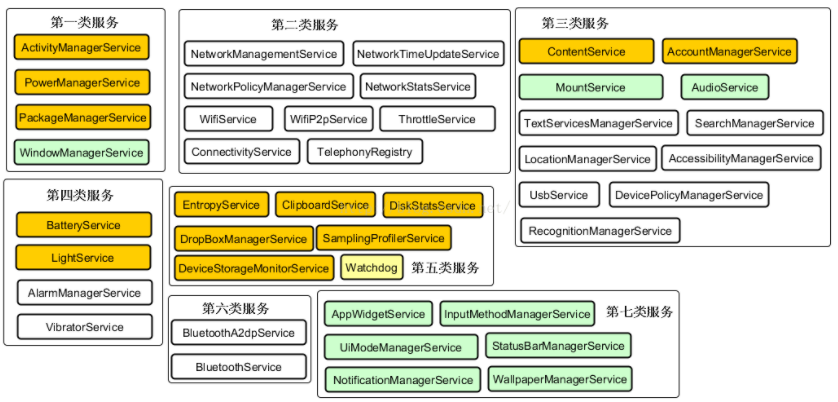 第一类服务
ActivityManagerService
PowerManagerService
PackageManagerService
WindowManagerService
第二类服务
NetworkManagementService NetworkTimeUpdateService
NetworkPolicyManagerService NetworkStatsService
WifiService WifiP2pService ThrottleService
ConnectivityService TelephonyRegistry
第三类服务
ContentService AccountManagerService
MountService AudioService
TextServicesManagerService SearchManagerService
LocationManagerService AccessibilityManagerService
UsbService DevicePolicyManagerService
RecognitionManagerService
第四类服务
BatteryService
LightService
AlarmManagerService
VibratorService
EntropyService ClipboardService DiskStatsService
DropBoxManagerService SamplingProfilerService
DeviceStorageMonitorService Watchdog 第五类服务
第六类服务
BluetoothA2dpService
BluetoothService
AppWidgetService InputMethodManagerService 第七类服务
UiModeManagerService StatusBarManagerService
NotificationManagerService WallpaperManagerService